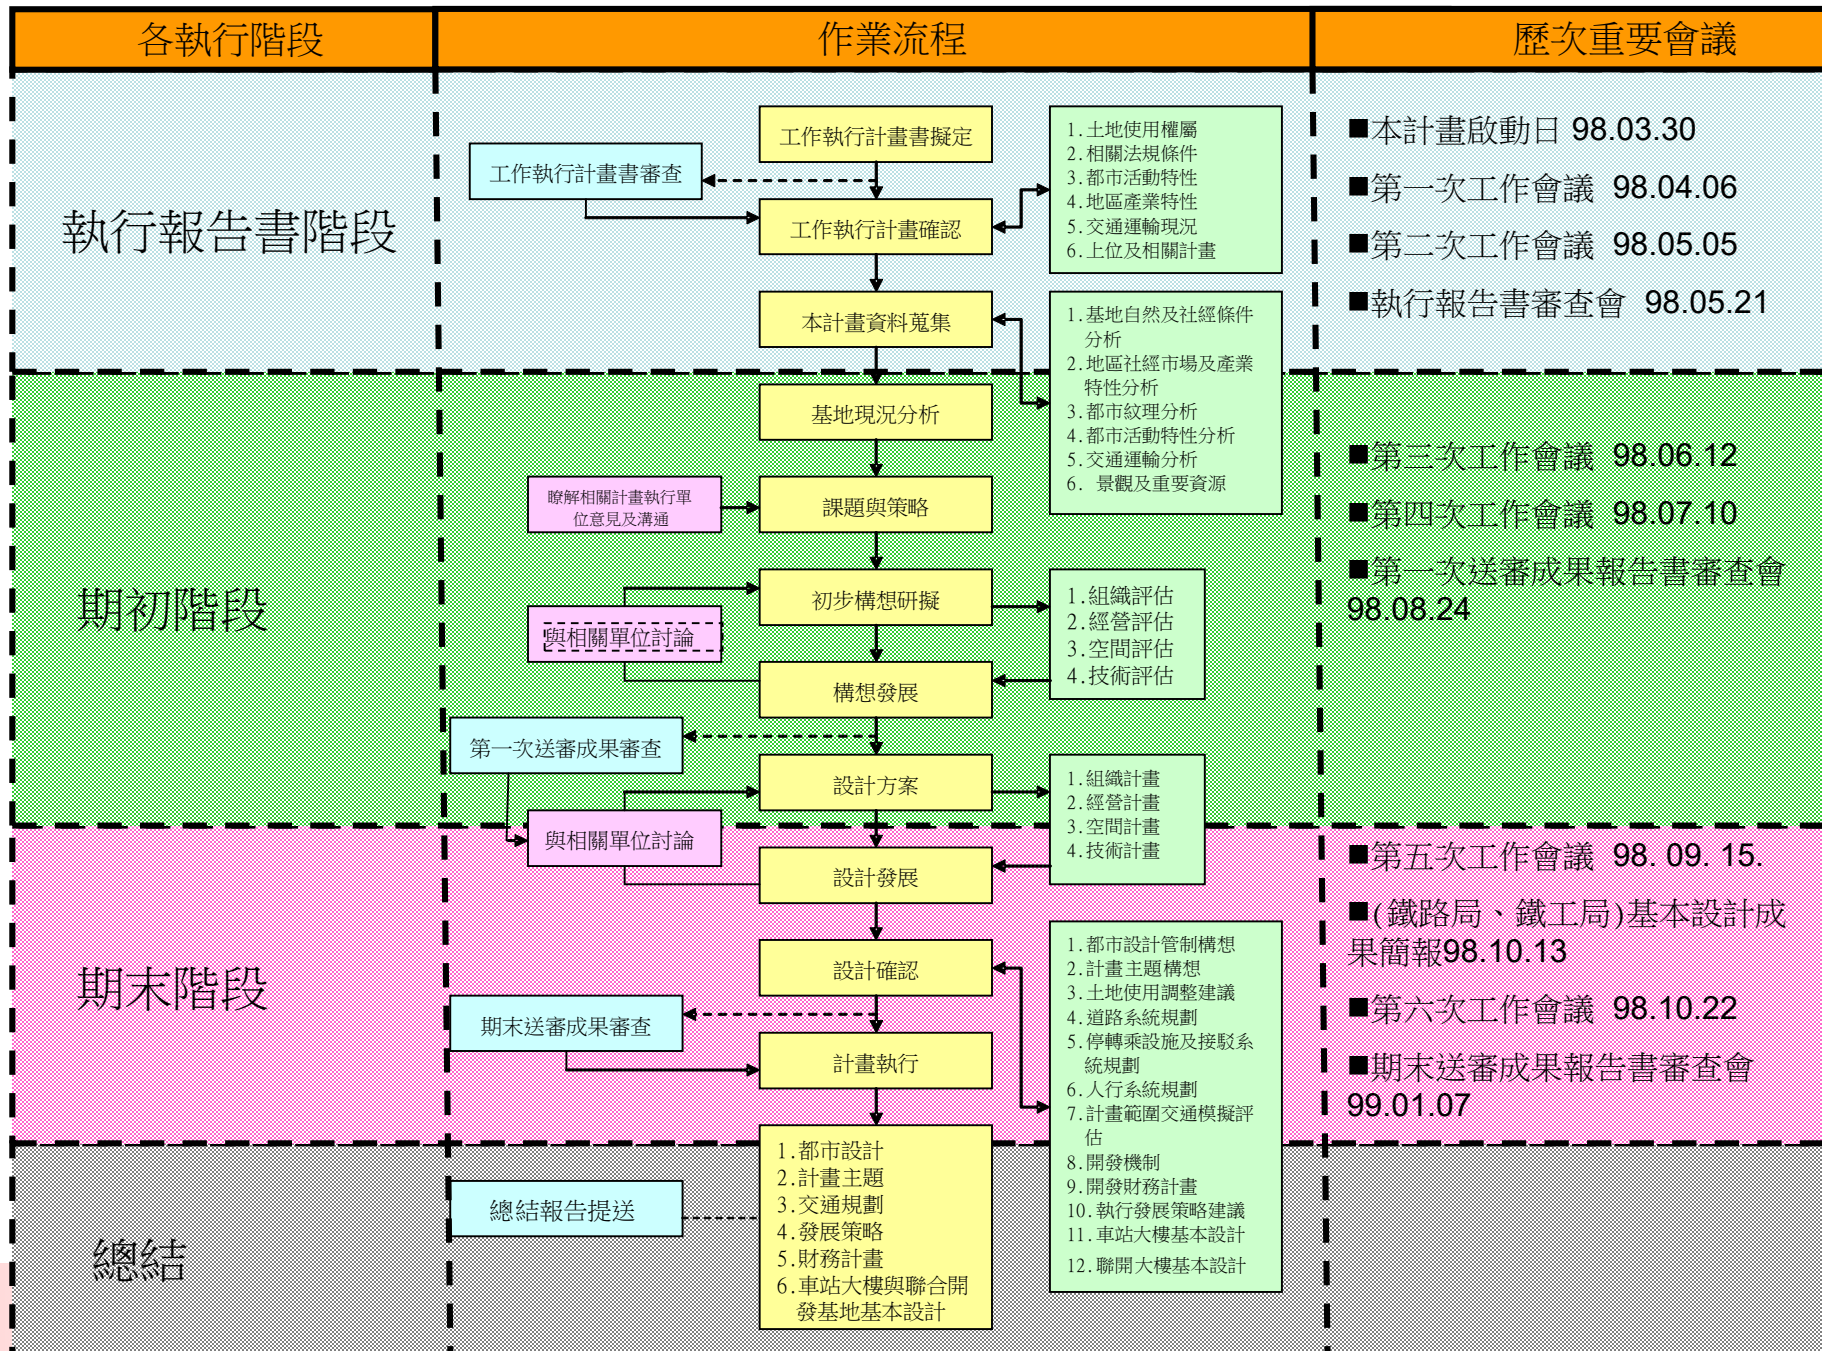 各執行階段
作業流程
歷次重要會議
執行報告書階段
工作執行計畫書擬定
工作執行計畫書審查
工作執行計畫確認
本計畫資料蒐集
1.土地使用權屬
2.相關法規條件
3.都市活動特性
4.地區產業特性
5.交通運輸現況
6.上位及相關計畫
■本計畫啟動日 98.03.30
■第一次工作會議 98.04.06
■第二次工作會議 98.05.05
■執行報告書審查會 98.05.21
1.基地自然及社經條件
分析
2.地區社經市場及產業
特性分析
3.都市紋理分析
4.都市活動特性分析
5.交通運輸分析
6. 景觀及重要資源
期初階段
基地現況分析
瞭解相關計畫執行單
位意見及溝通
課題與策略
初步構想研擬
與相關單位討論
構想發展
1.組織評估
2.經營評估
3.空間評估
4.技術評估
第一次送審成果審查
設計方案
1.組織計畫
2.經營計畫
3.空間計畫
4.技術計畫
■第三次工作會議 98.06.12
■第四次工作會議 98.07.10
■第一次送審成果報告書審查會
98.08.24
期末階段
與相關單位討論
設計發展
設計確認
期末送審成果審查
計畫執行
1.都市設計管制構想
2.計畫主題構想
3.土地使用調整建議
4.道路系統規劃
5.停轉乘設施及接駁系
統規劃
6.人行系統規劃
7.計畫範圍交通模擬評
估
8.開發機制
9.開發財務計畫
10.執行發展策略建議
11.車站大樓基本設計
12.聯開大樓基本設計
■第五次工作會議 98. 09. 15.
■(鐵路局、鐵工局)基本設計成
果簡報98.10.13
■第六次工作會議 98.10.22
■期末送審成果報告書審查會
99.01.07
總結
總結報告提送
1.都市設計
2.計畫主題
3.交通規劃
4.發展策略
5.財務計畫
6.車站大樓與聯合開
發基地基本設計